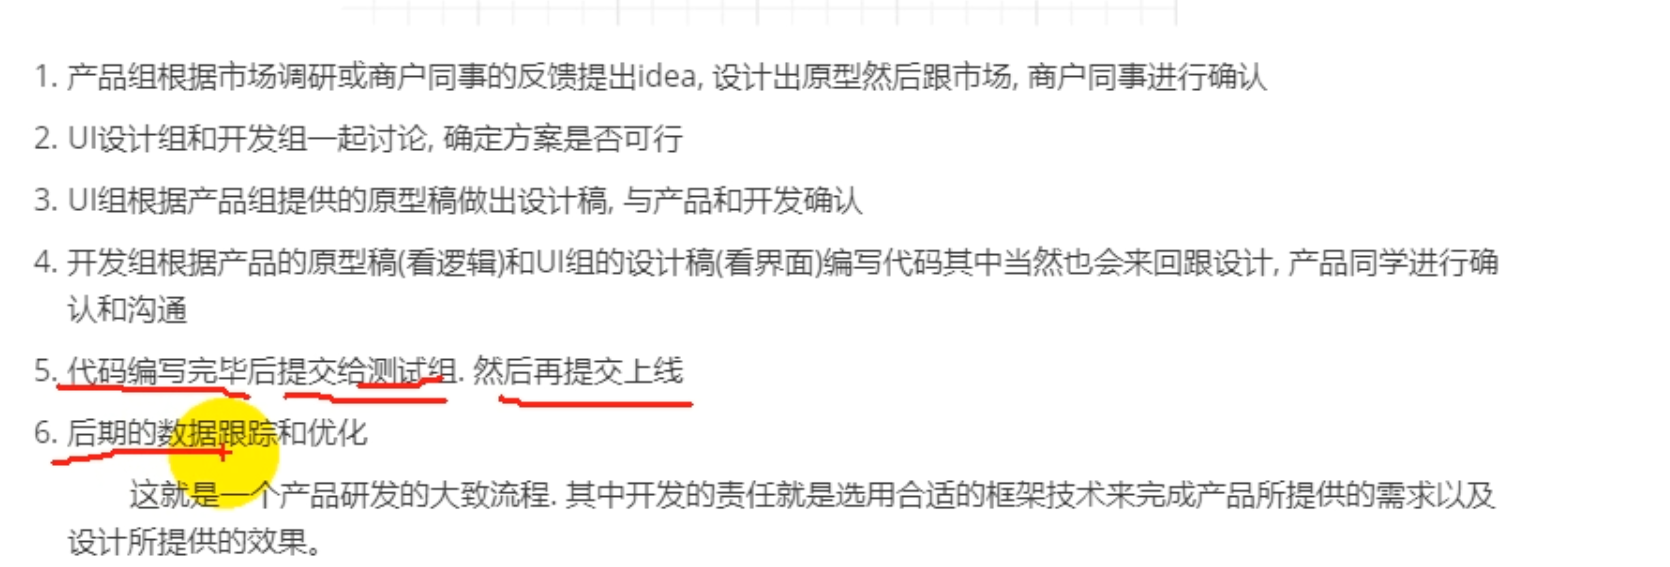 1. 产品组根据市场调研或商户同事的反馈提出idea, 设计出原型然后跟市场, 商户同事进行确认
2. UI设计组和开发组一起讨论, 确定方案是否可行
3. UI组根据产品组提供的原型稿做出设计稿, 与产品和开发确认
4. 开发组根据产品的原型稿(看逻辑)和UI组的设计稿(看界面)编写代码其中当然也会来回跟设计, 产品同学进行确
认和沟通
5. 代码编写完毕后提交给测试组. 然后再提交上线
6. 后期的数据跟踪和优化
这就是一个产品研发的大致流程. 其中开发的责任就是选用合适的框架技术来完成产品所提供的需求以及
设计所提供的效果。